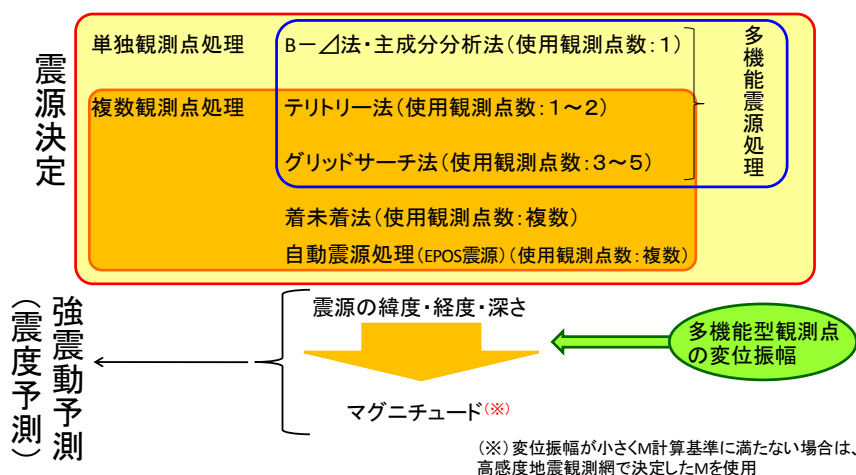 震源決定
単独観測点処理
B－⊿法・主成分分析法(使用観測点数:1)
複数観測点処理
テリトリー法(使用観測点数:1～2)
グリッドサーチ法(使用観測点数:3～5)
多機能震源処理
着未着法(使用観測点数:複数)
自動震源処理(EPOS震源)(使用観測点数:複数)
強震動予測
(震度予測)
震源の緯度・経度・深さ
多機能型観測点
の変位振幅
マグニチュード(※)
(※)変位振幅が小さくM計算基準に満たない場合は、
高感度地震観測網で決定したMを使用